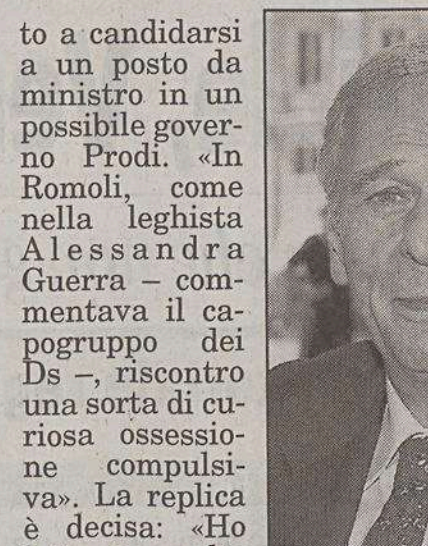 to a candidarsi
a un posto da
ministro in un
possibile gover-
no Prodi. «In
Romoli, come
nella leghista
Alessandra
Guerra – com-
mentava il ca-
pogruppo dei
Ds –, riscontro
una sorta di cu-
riosa ossessio-
ne compulsi-
va». La replica
è decisa: «Ho